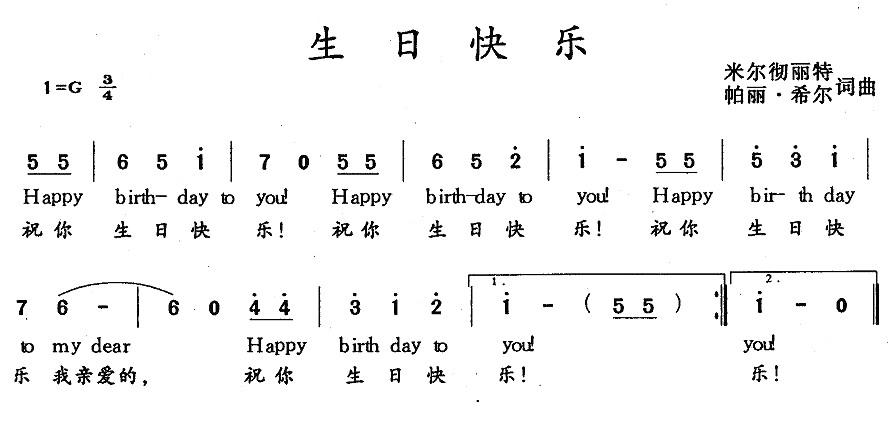 生日快乐
1=G 3/4
米尔彻丽特
帕丽·希尔 词曲
5 5 | 6 5 i | 7 0 5 5 | 6 5 2̇ | i - 5 5 | 5̇ 3̇ i |
Happy birth- day to you! Happy birth-day to you! Happy bir- th day
祝你 生日快 乐! 祝你 生日快 乐! 祝你 生日快
7 6 - | 6 0 4̇ 4̇ | 3̇ i 2̇ | 1. i - ( 5 5 ) :| 2. i - 0 ||
to my dear Happy birth day to you! you!
乐 我亲爱的, 祝你 生日快 乐! 乐!